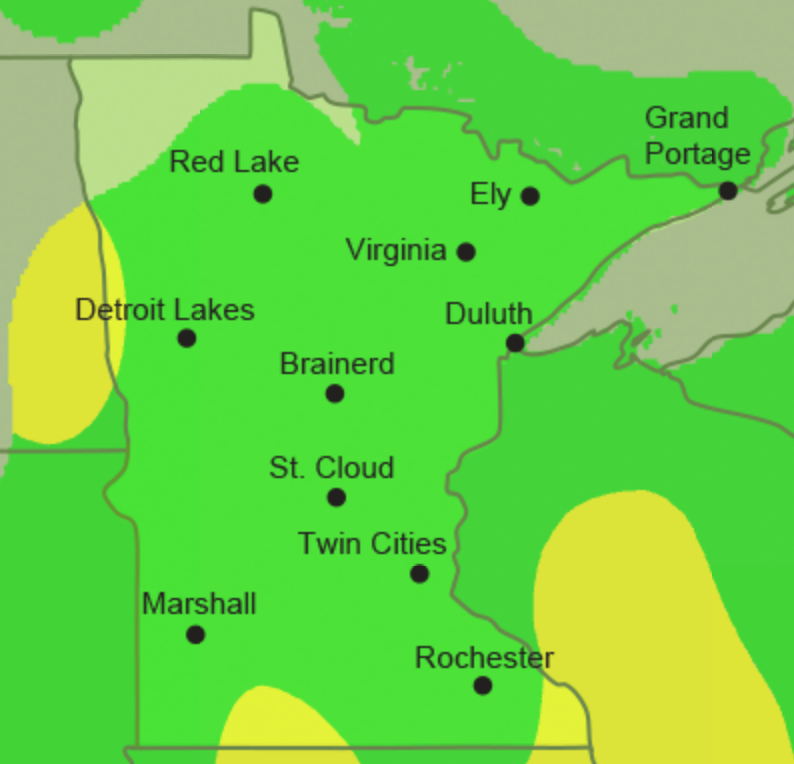 Grand
Portage
Red Lake
Ely
Virginia
Detroit Lakes
Duluth
Brainerd
St. Cloud
Twin Cities
Marshall
Rochester